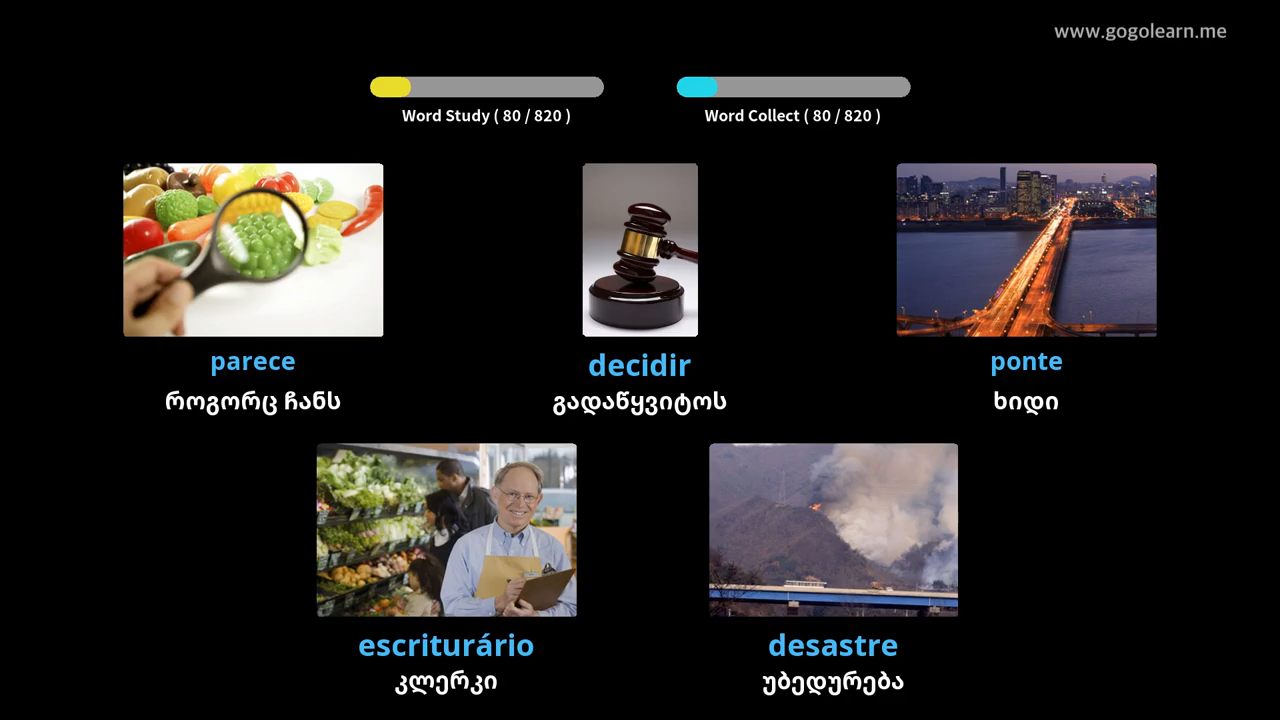 www.gogolearn.me
Word Study ( 80 / 820 )
Word Collect ( 80 / 820 )
parece
როგორც ჩანს
decidir
გადაწყვიტოს
ponte
ხიდი
escriturário
კლერკი
desastre
უბედურება